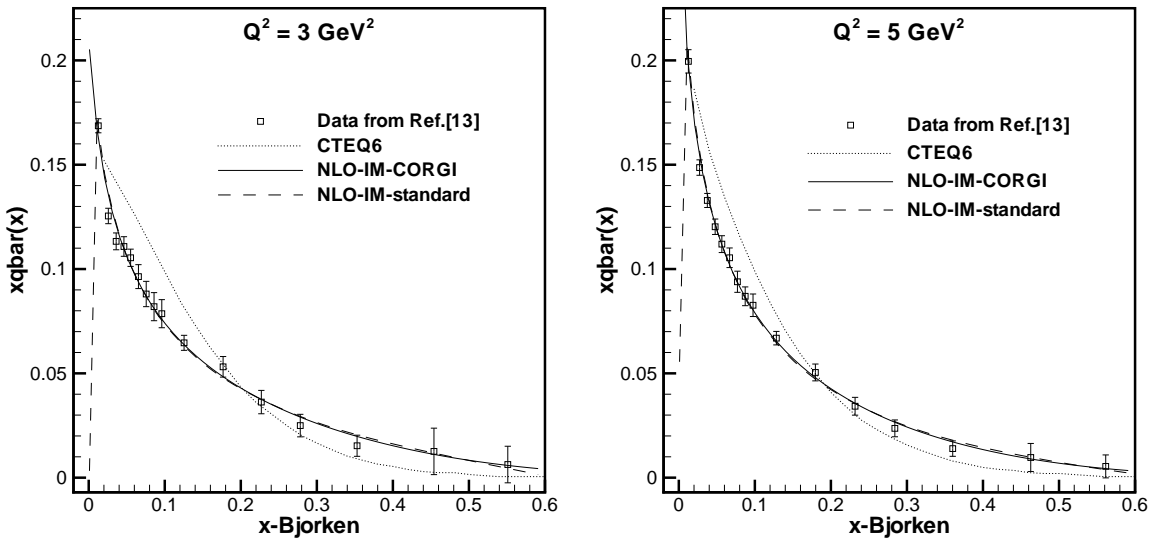 Q² = 3 GeV²
Data from Ref.[13]
CTEQ6
NLO-IM-CORGI
NLO-IM-standard
xqbar(x)
0.2
0.15
0.1
0.05
0
0 0.1 0.2 0.3 0.4 0.5 0.6
x-Bjorken
Q² = 5 GeV²
Data from Ref.[13]
CTEQ6
NLO-IM-CORGI
NLO-IM-standard
xqbar(x)
0.2
0.15
0.1
0.05
0
0 0.1 0.2 0.3 0.4 0.5 0.6
x-Bjorken